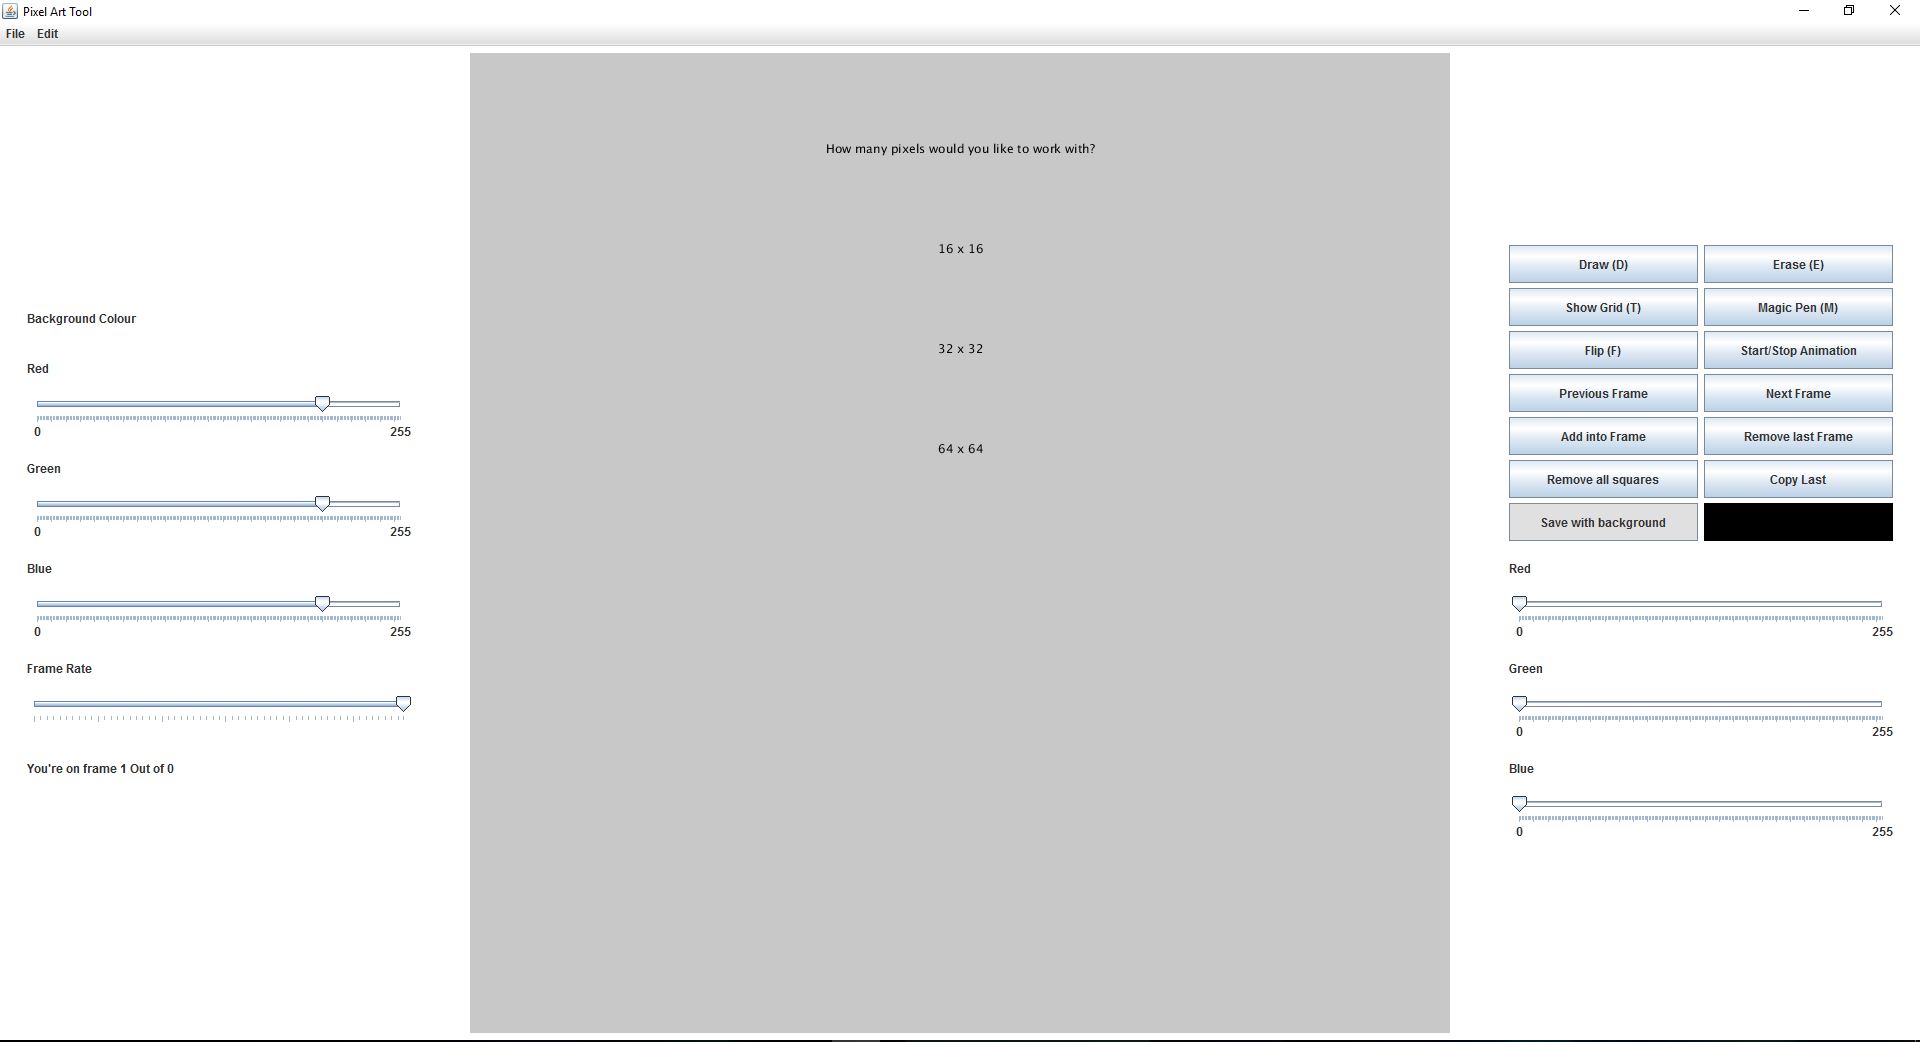 Pixel Art Tool
File Edit
How many pixels would you like to work with?
16 x 16
32 x 32
64 x 64
Background Colour
Red
0 255
Green
0 255
Blue
0 255
Frame Rate
You're on frame 1 Out of 0
Draw (D) Erase (E)
Show Grid (T) Magic Pen (M)
Flip (F) Start/Stop Animation
Previous Frame Next Frame
Add into Frame Remove last Frame
Remove all squares Copy Last
Save with background
Red
0 255
Green
0 255
Blue
0 255